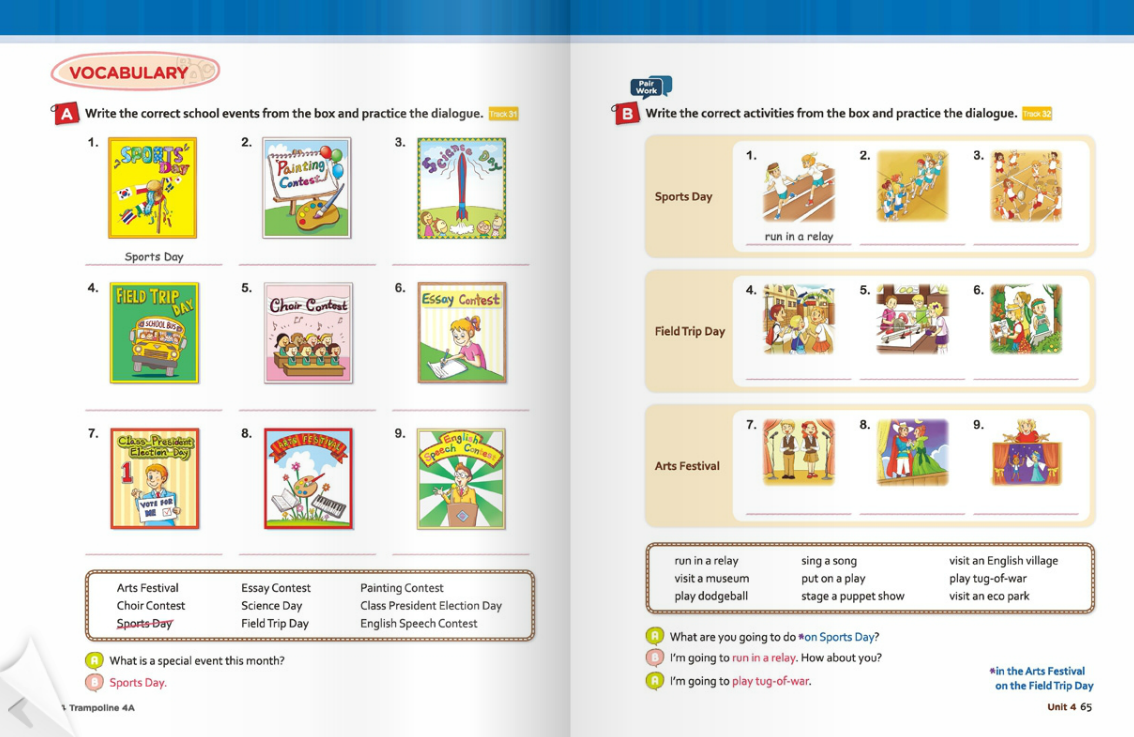 VOCABULARY
A Write the correct school events from the box and practice the dialogue. Track 31
1.
SPORTS
Day
Sports Day
2.
Painting
Contest
3.
Science Day
4.
FIELD TRIP
DAY
SCHOOL BUS
5.
Choir Contest
6.
Essay Contest
7.
Class President
Election Day
1
VOTE FOR
ME
8.
ARTS FESTIVAL
9.
English
Speech Contest
Arts Festival Essay Contest Painting Contest
Choir Contest Science Day Class President Election Day
Sports Day Field Trip Day English Speech Contest
A What is a special event this month?
B Sports Day.
Trampoline 4A
Pair
Work
B Write the correct activities from the box and practice the dialogue. Track 32
Sports Day
1. 2. 3.
run in a relay
Field Trip Day
4. 5. 6.
Arts Festival
7. 8. 9.
run in a relay sing a song visit an English village
visit a museum put on a play play tug-of-war
play dodgeball stage a puppet show visit an eco park
A What are you going to do *on Sports Day?
B I'm going to run in a relay. How about you?
A I'm going to play tug-of-war.
*in the Arts Festival
on the Field Trip Day
Unit 4 65